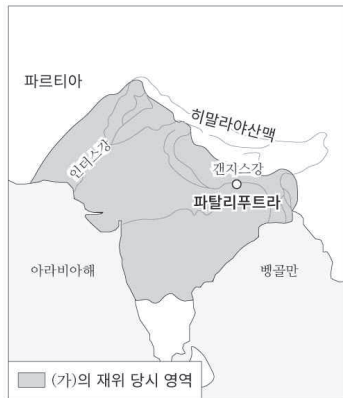 파르티아
히말라야산맥
인더스강
갠지스강
파탈리푸트라
아라비아해
벵골만
(가)의 재위 당시 영역